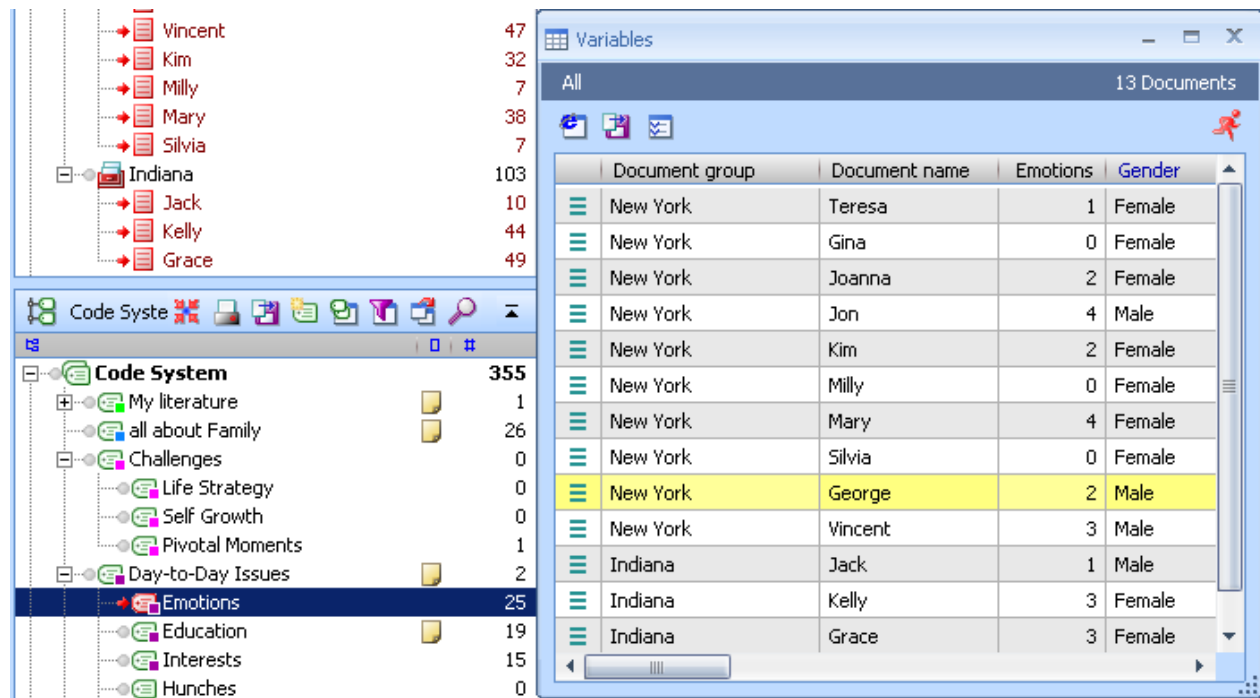 Vincent 47
Kim 32
Milly 7
Mary 38
Silvia 7
Indiana 103
Jack 10
Kelly 44
Grace 49
Code Syste
#
Code System 355
My literature 1
all about Family 26
Challenges 0
Life Strategy 0
Self Growth 0
Pivotal Moments 1
Day-to-Day Issues 2
Emotions 25
Education 19
Interests 15
Hunches 0
Variables
All 13 Documents
Document group Document name Emotions Gender
New York Teresa 1 Female
New York Gina 0 Female
New York Joanna 2 Female
New York Jon 4 Male
New York Kim 2 Female
New York Milly 0 Female
New York Mary 4 Female
New York Silvia 0 Female
New York George 2 Male
New York Vincent 3 Male
Indiana Jack 1 Male
Indiana Kelly 3 Female
Indiana Grace 3 Female